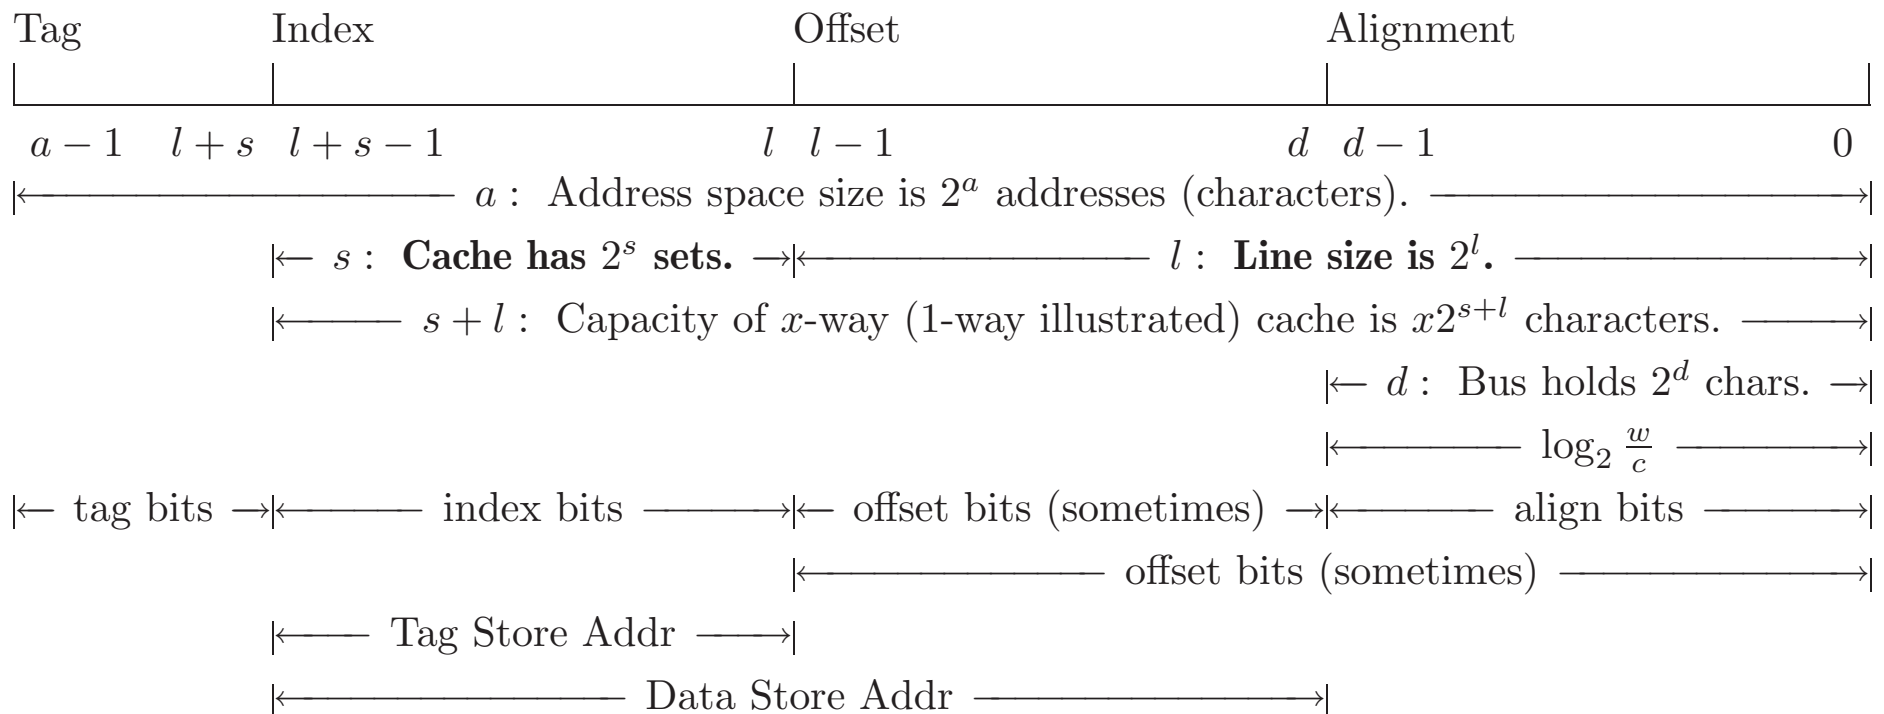 Tag Index Offset Alignment
a − 1 l + s l + s − 1 l l − 1 d d − 1 0
a : Address space size is 2^a addresses (characters).
s : Cache has 2^s sets. l : Line size is 2^l.
s + l : Capacity of x-way (1-way illustrated) cache is x2^{s+l} characters.
d : Bus holds 2^d chars.
log_2 w/c
tag bits index bits offset bits (sometimes) align bits
offset bits (sometimes)
Tag Store Addr
Data Store Addr